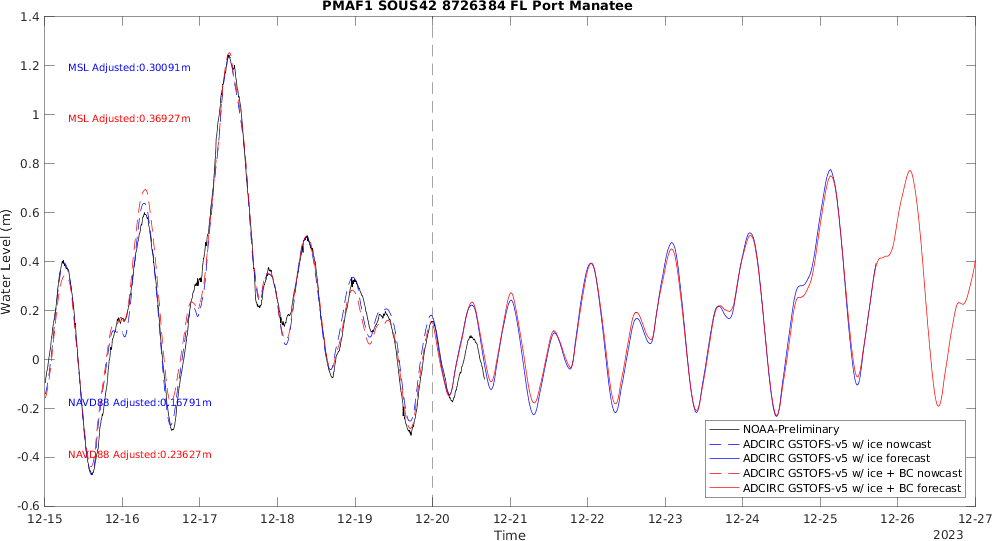 PMAF1 SOUS42 8726384 FL Port Manatee
1.4
1.2
1
0.8
0.6
0.4
0.2
0
-0.2
-0.4
-0.6
Water Level (m)
MSL Adjusted:0.30091m
MSL Adjusted:0.36927m
NAVD88 Adjusted:0.16791m
NAVD88 Adjusted:0.23627m
NOAA-Preliminary
ADCIRC GSTOFS-v5 w/ ice nowcast
ADCIRC GSTOFS-v5 w/ ice forecast
ADCIRC GSTOFS-v5 w/ ice + BC nowcast
ADCIRC GSTOFS-v5 w/ ice + BC forecast
12-15 12-16 12-17 12-18 12-19 12-20 12-21 12-22 12-23 12-24 12-25 12-26 12-27
Time
2023